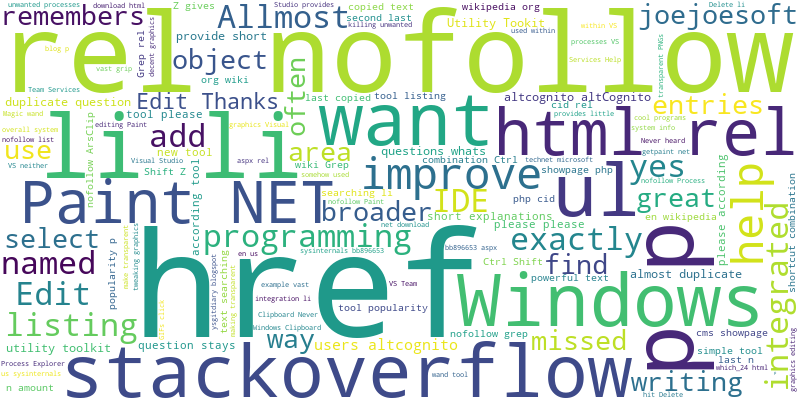 unwanted processes
download html
Studio provides
copied text
wikipedia org
Delete li
remembers
Allmost
second last
killing unwanted
Utility Tookit
within VS
joejoesoft
blog p
decent graphics
provide short
used within
processes VS
Services Help
rel nofollow
Grep rel
object
often
transparent PNGs
vast grip
org wiki
Team Services
duplicate question
Edit Thanks
last copied
tool listing
altcognito altCognito
entries
Magic wand
editing Paint
tool please
want
cid rel
provides little
cool programs
system info
overall system
nofollow list
add
graphics Visual
html rel
Never heard
getpaint net
use
new tool
area
questions whats
combination Ctrl
technet microsoft
VS neither
nofollow ArsClip
Visual Studio
aspx rel
wiki Grep
showpage php
yes
please according
li li
Shift Z
somehow used
improve
ul
nofollow Process
help
integrated
shortcut combination
Paint NET
according tool
searching li
nofollow Paint
IDE
php cid
great
en wikipedia
select
popularity p
make transparent
tweaking graphics
broader
short explanations
please please
p p
programming
net download
exactly
named
text searching
href
sysinternals bb896653
bb896653 aspx
Ctrl Shift
find
almost duplicate
Edit
ysgitdiary blogspot
making transparent
en us
example vast
VS Team
powerful text
Windows
listing
lets click
integration li
Clipboard Never
Windows Clipboard
tool popularity
nofollow grep
missed
cms showpage
utility toolkit
question stays
way
users altcognito
simple tool
which_24 html
Process Explorer
us sysinternals
stackoverflow
wand tool
writing
last n
n amount
hit Delete
graphics editing
Z gives